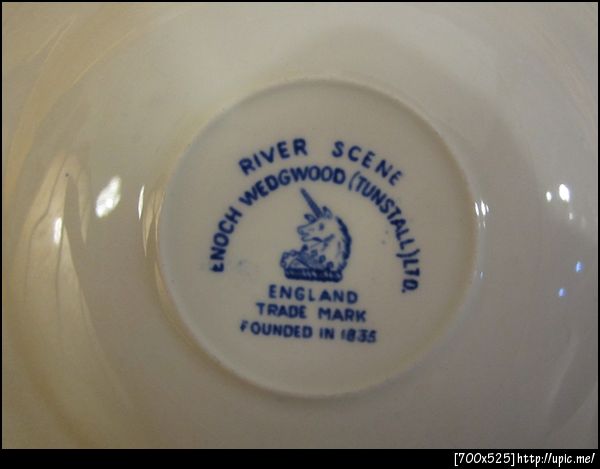 RIVER SCENE
ENOCH WEDGWOOD (TUNSTALL) LTD.
ENGLAND
TRADE MARK
FOUNDED IN 1835
[700x525] http://upic.me/